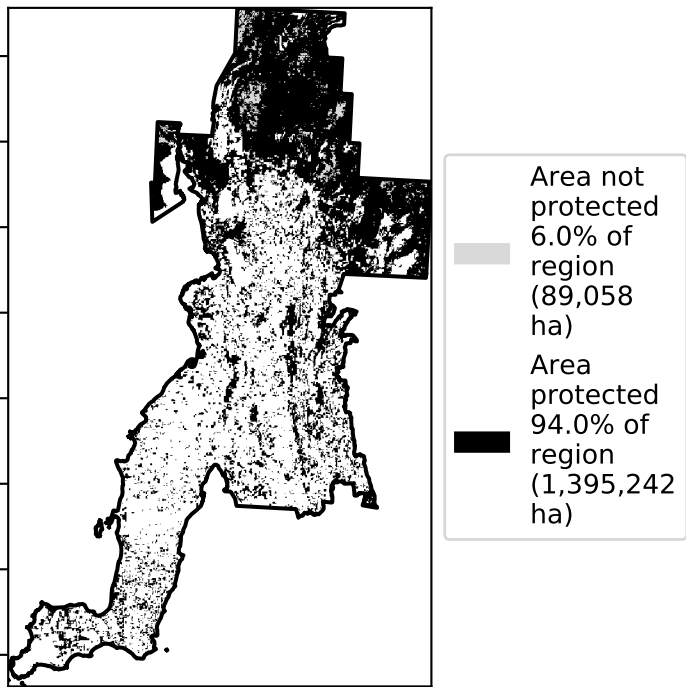 Area not
protected
6.0% of
region
(89,058
ha)
Area
protected
94.0% of
region
(1,395,242
ha)